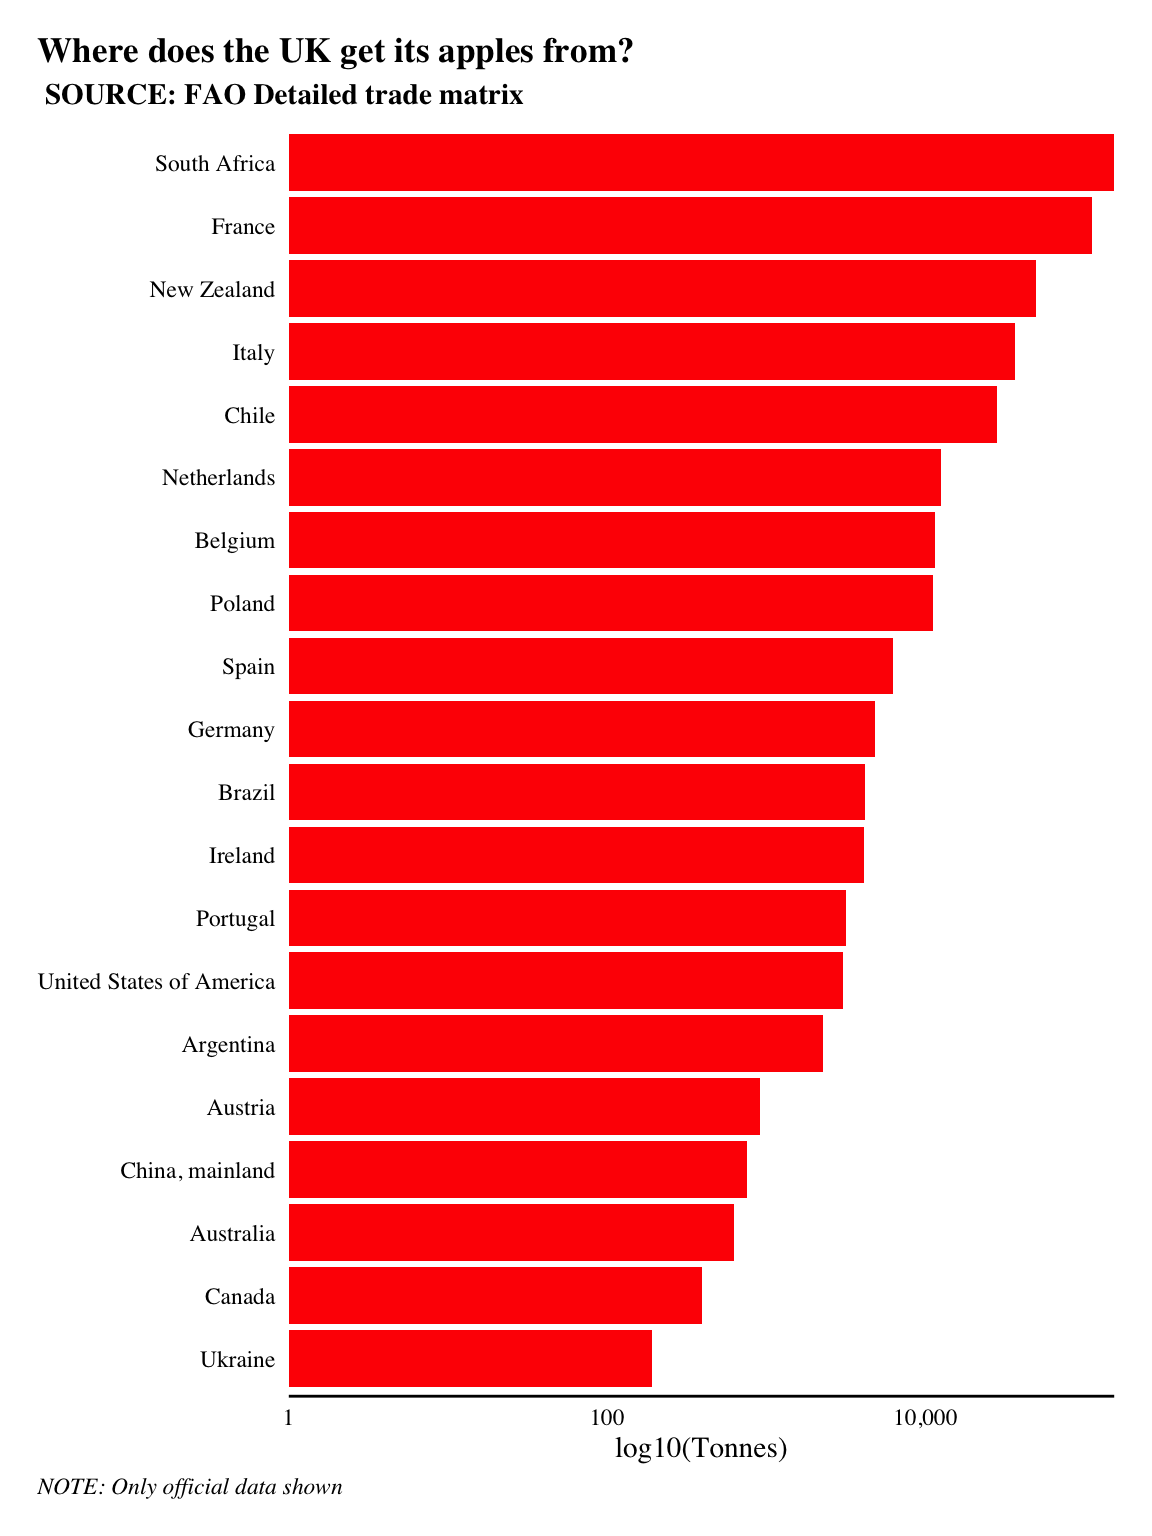 Where does the UK get its apples from?
SOURCE: FAO Detailed trade matrix
South Africa
France
New Zealand
Italy
Chile
Netherlands
Belgium
Poland
Spain
Germany
Brazil
Ireland
Portugal
United States of America
Argentina
Austria
China, mainland
Australia
Canada
Ukraine
1 100 10,000
log10(Tonnes)
NOTE: Only official data shown